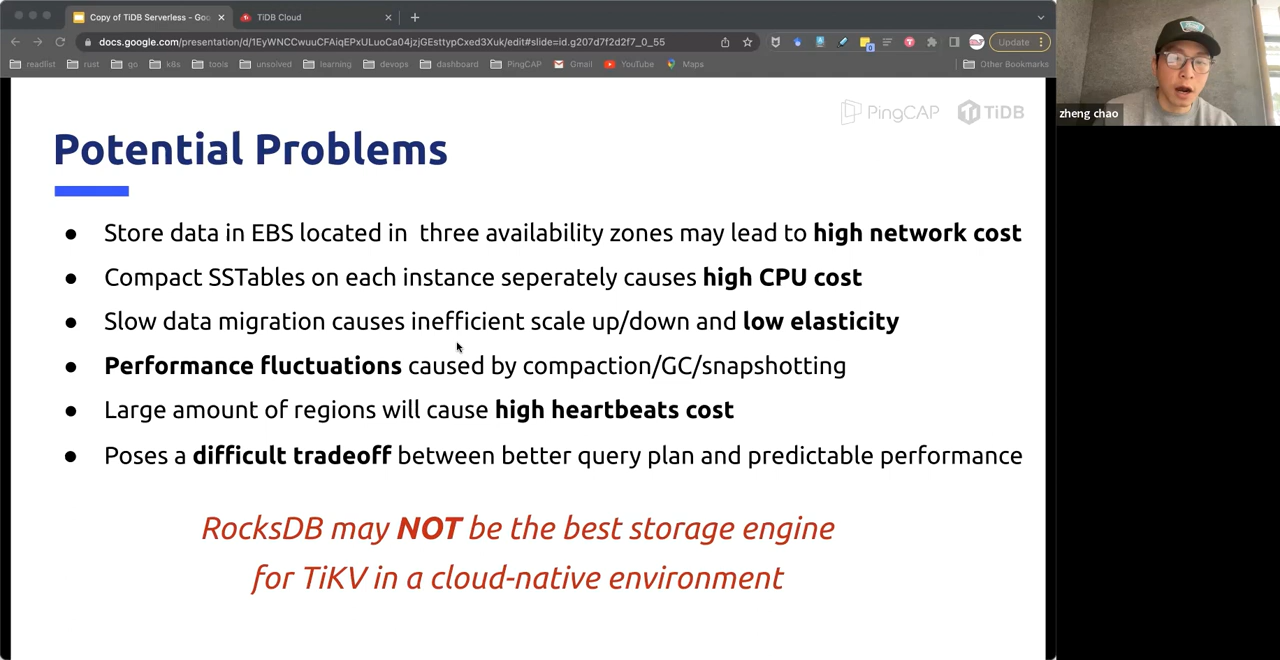 Copy of TiDB Serverless - Goo
TiDB Cloud
docs.google.com/presentation/d/1EyWNCCwuuCFAiqEPxULuoCa04jzjGEsttypCxed3Xuk/edit#slide=id.g207d7f2d2f7_0_55
Update
readlist rust go k8s tools unsolved learning devops dashboard PingCAP Gmail YouTube Maps Other Bookmarks
zheng chao
PingCAP TiDB
Potential Problems
● Store data in EBS located in three availability zones may lead to high network cost
● Compact SSTables on each instance seperately causes high CPU cost
● Slow data migration causes inefficient scale up/down and low elasticity
● Performance fluctuations caused by compaction/GC/snapshotting
● Large amount of regions will cause high heartbeats cost
● Poses a difficult tradeoff between better query plan and predictable performance
RocksDB may NOT be the best storage engine
for TiKV in a cloud-native environment